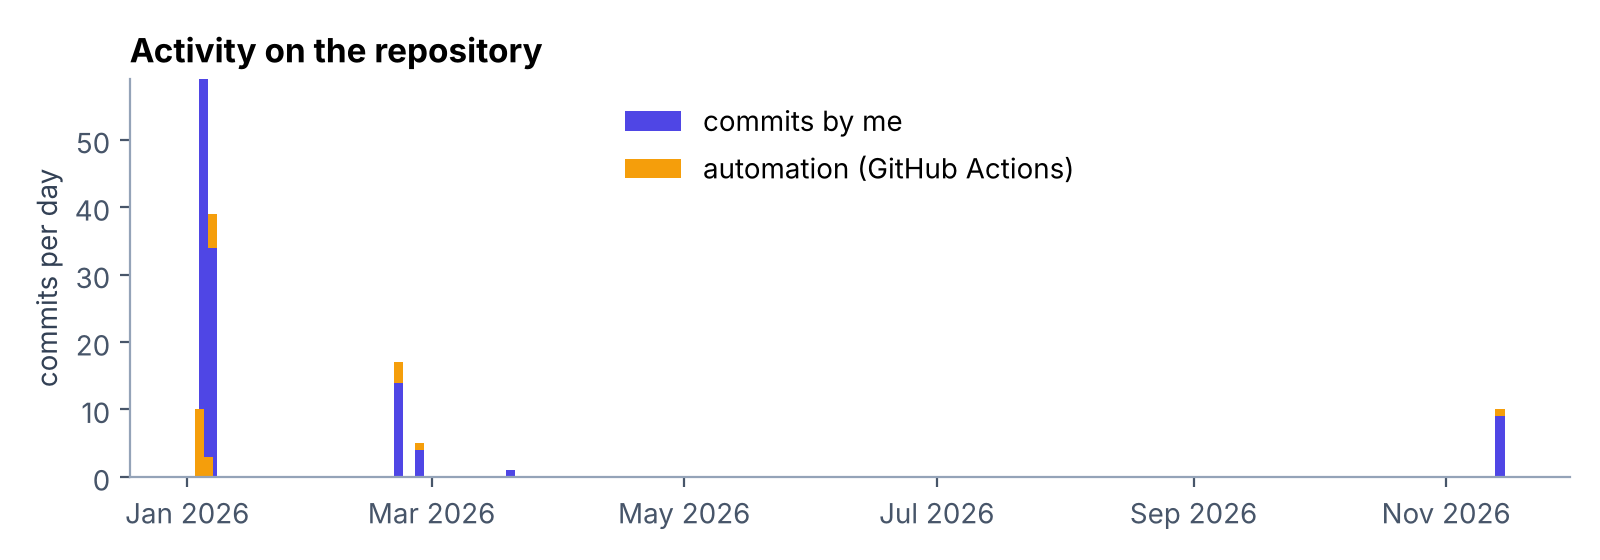 Activity on the repository
commits by me
automation (GitHub Actions)
commits per day
50
40
30
20
10
0
Jan 2026
Mar 2026
May 2026
Jul 2026
Sep 2026
Nov 2026